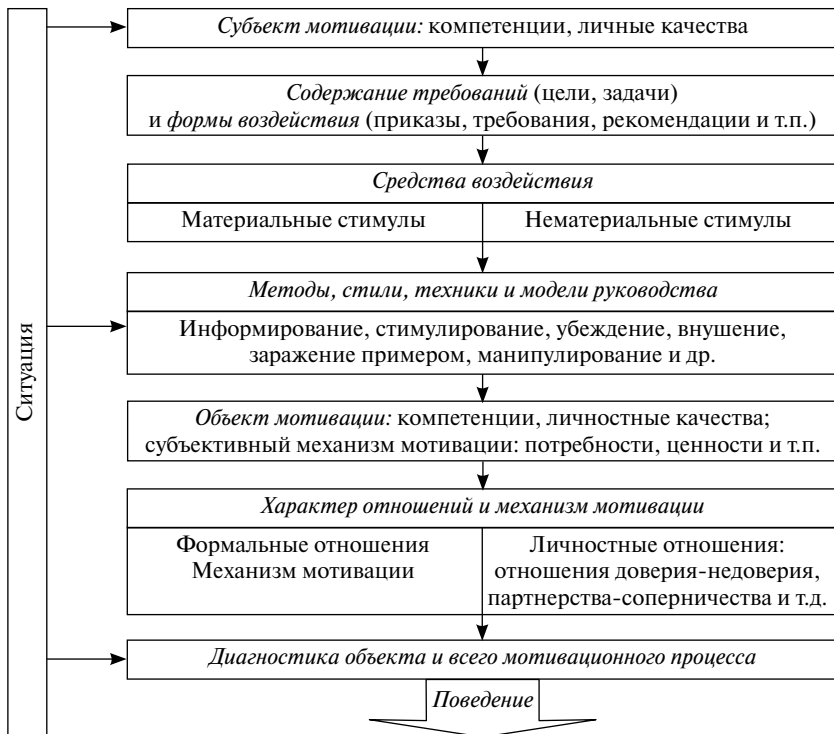 Ситуация
Субъект мотивации: компетенции, личные качества
Содержание требований (цели, задачи)
и формы воздействия (приказы, требования, рекомендации и т.п.)
Средства воздействия
Материальные стимулы
Нематериальные стимулы
Методы, стили, техники и модели руководства
Информирование, стимулирование, убеждение, внушение,
заражение примером, манипулирование и др.
Объект мотивации: компетенции, личностные качества;
субъективный механизм мотивации: потребности, ценности и т.п.
Характер отношений и механизм мотивации
Формальные отношения
Механизм мотивации
Личностные отношения:
отношения доверия-недоверия,
партнерства-соперничества и т.д.
Диагностика объекта и всего мотивационного процесса
Поведение